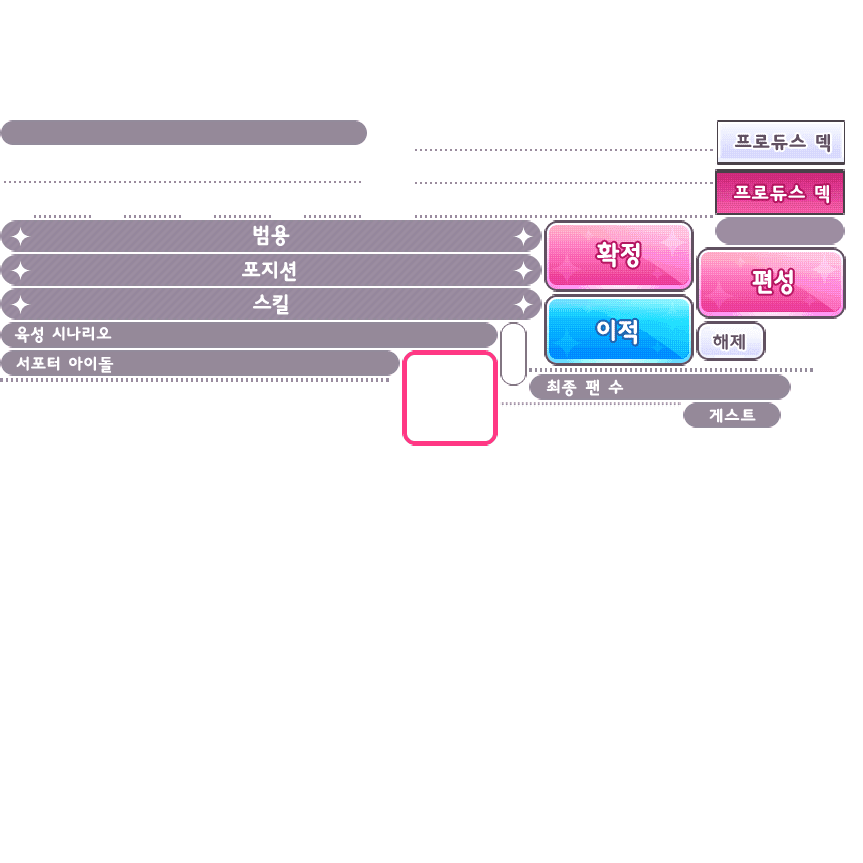 프로듀스 덱
프로듀스 덱
범용
확정
포지션
편성
스킬
이적
육성 시나리오
해제
서포터 아이돌
최종 팬 수
게스트